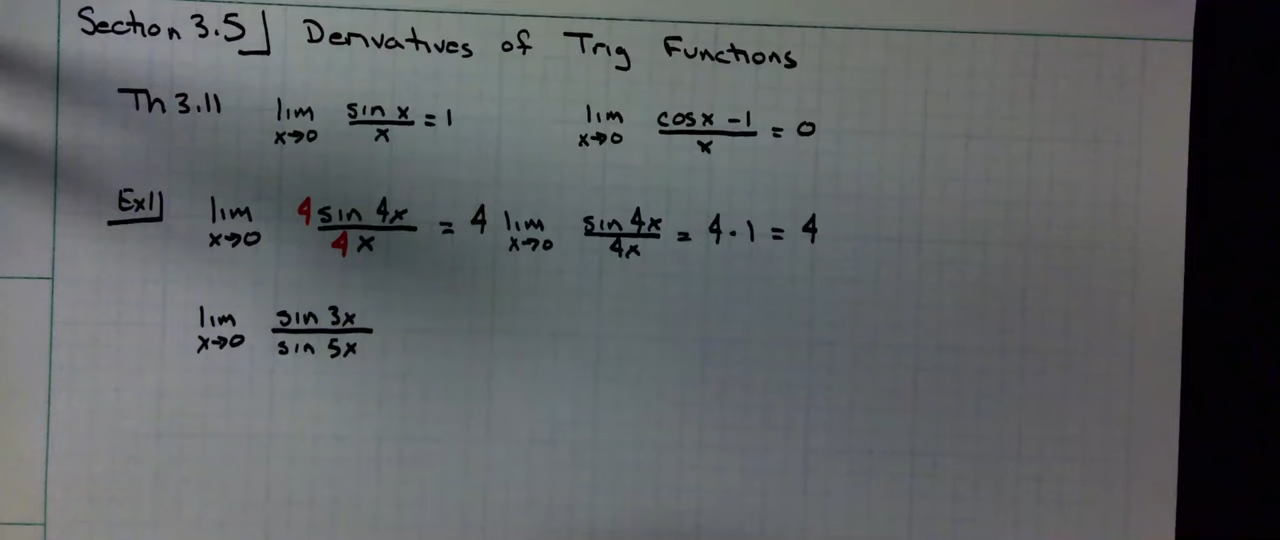 Section 3.5] Derivatives of Trig Functions
Th 3.11 lim x→0 sin x / x = 1 lim x→0 cosx - 1 / x = 0
Ex1] lim x→0 4 sin 4x / 4x = 4 lim x→0 sin 4x / 4x = 4 · 1 = 4
lim x→0 sin 3x / sin 5x